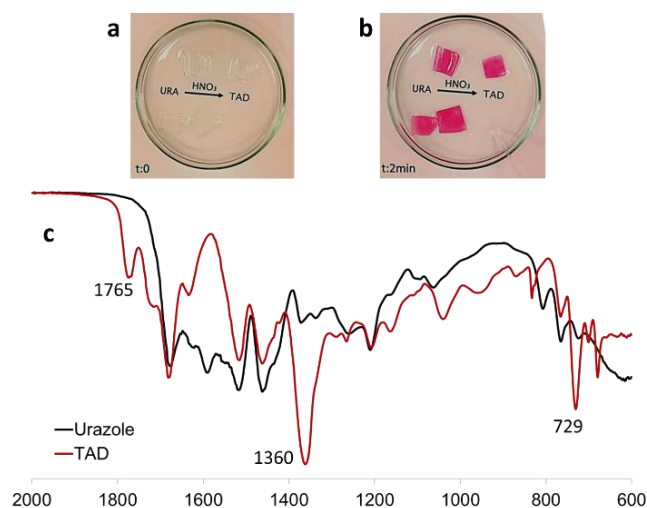 a
b
URA HNO₃ TAD
t:0
URA HNO₃ TAD
t:2min
c
1765
1360
729
Urazole
TAD
2000 1800 1600 1400 1200 1000 800 600